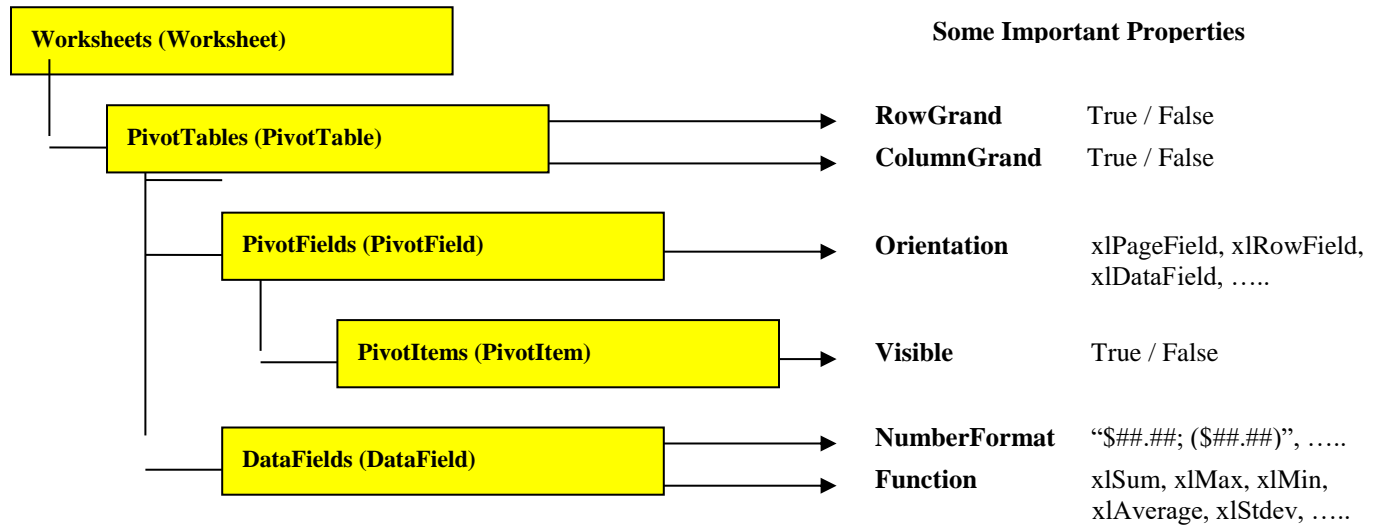 Worksheets (Worksheet)
Some Important Properties
PivotTables (PivotTable)
RowGrand True / False
ColumnGrand True / False
PivotFields (PivotField)
Orientation xlPageField, xlRowField,
xlDataField, …..
PivotItems (PivotItem)
Visible True / False
DataFields (DataField)
NumberFormat “$##.##; ($##.##)”, …..
Function xlSum, xlMax, xlMin,
xlAverage, xlStdev, …..